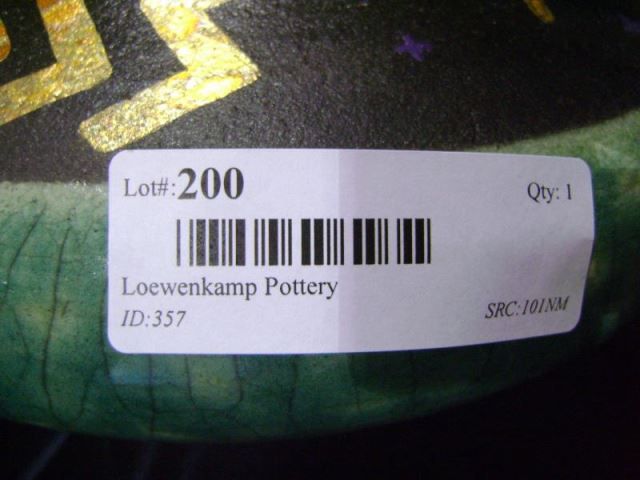 Lot#:200 Qty: 1
Loewenkamp Pottery
ID:357 SRC:101NM